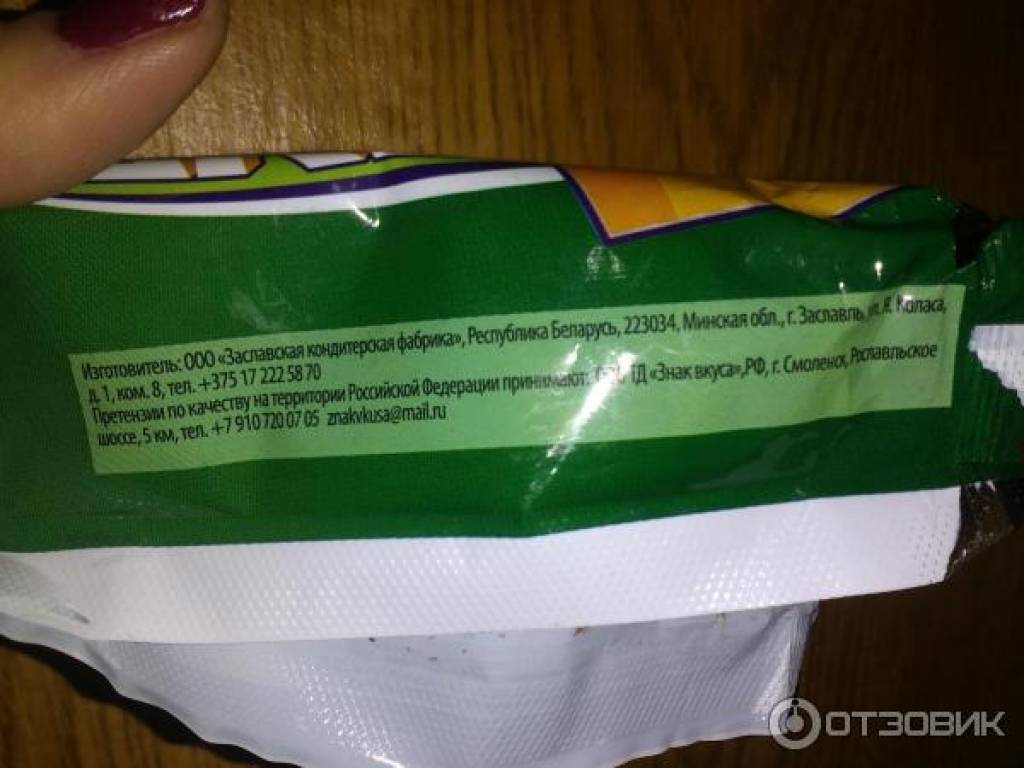 Изготовитель: ООО «Заславская кондитерская фабрика», Республика Беларусь, 223034, Минская обл., г. Заславль, ул. Я. Коласа,
д. 1, ком. 8, тел. +375 17 222 58 70
Претензии по качеству на территории Российской Федерации принимают: ТД «Знак вкуса»,РФ, г. Смоленск, Рославльское
шоссе, 5 км, тел. +7 910 720 07 05 znakvkusa@mail.ru
ОТЗОВИК